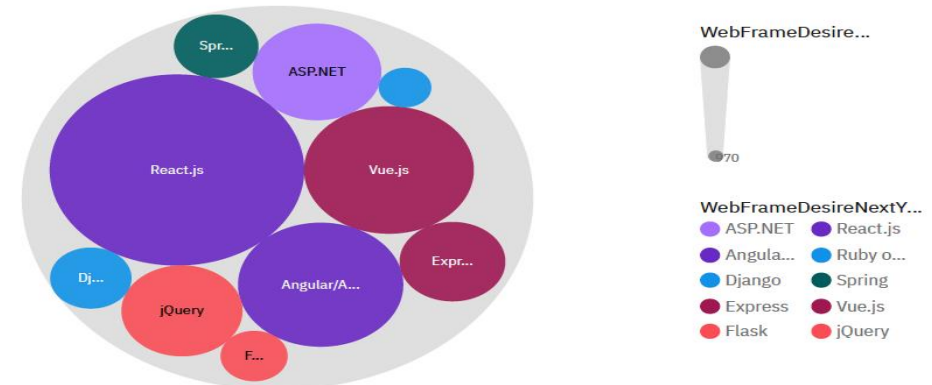 Spr...
ASP.NET
React.js
Vue.js
Dj...
jQuery
Angular/A...
Expr...
F...
WebFrameDesire...
70
WebFrameDesireNextY...
ASP.NET React.js
Angula... Ruby o...
Django Spring
Express Vue.js
Flask jQuery